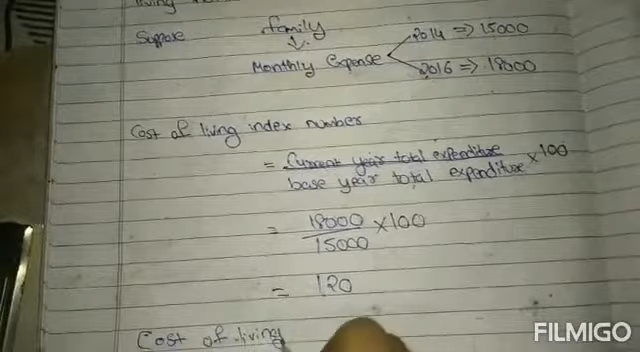 living
Suppose family
2014 => 15000
Monthly Expense
2016 => 18000
Cost of living index number
= Current year total expenditure
base year total expenditure × 100
= 18000 × 100
15000
= 120
Cost of living
FILMIGO